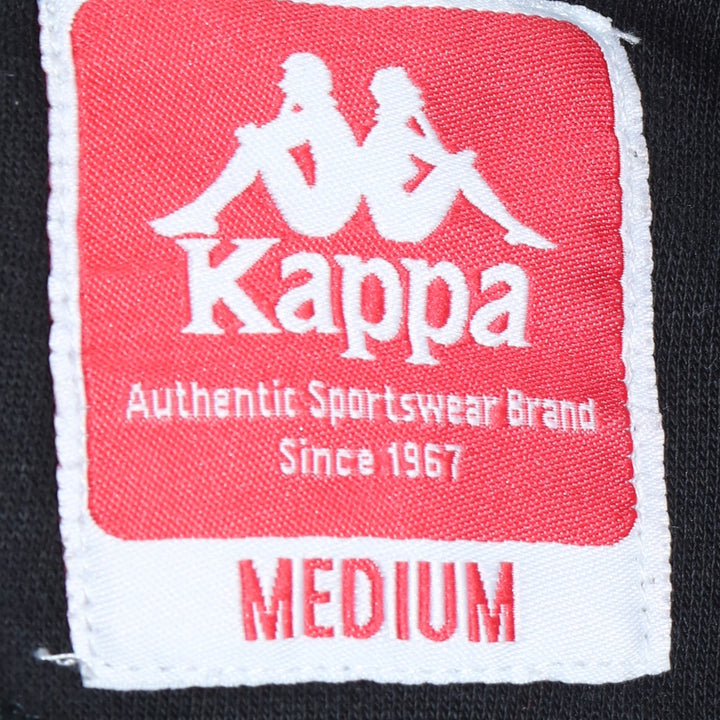 Kappa
Authentic Sportswear Brand
Since 1967
MEDIUM